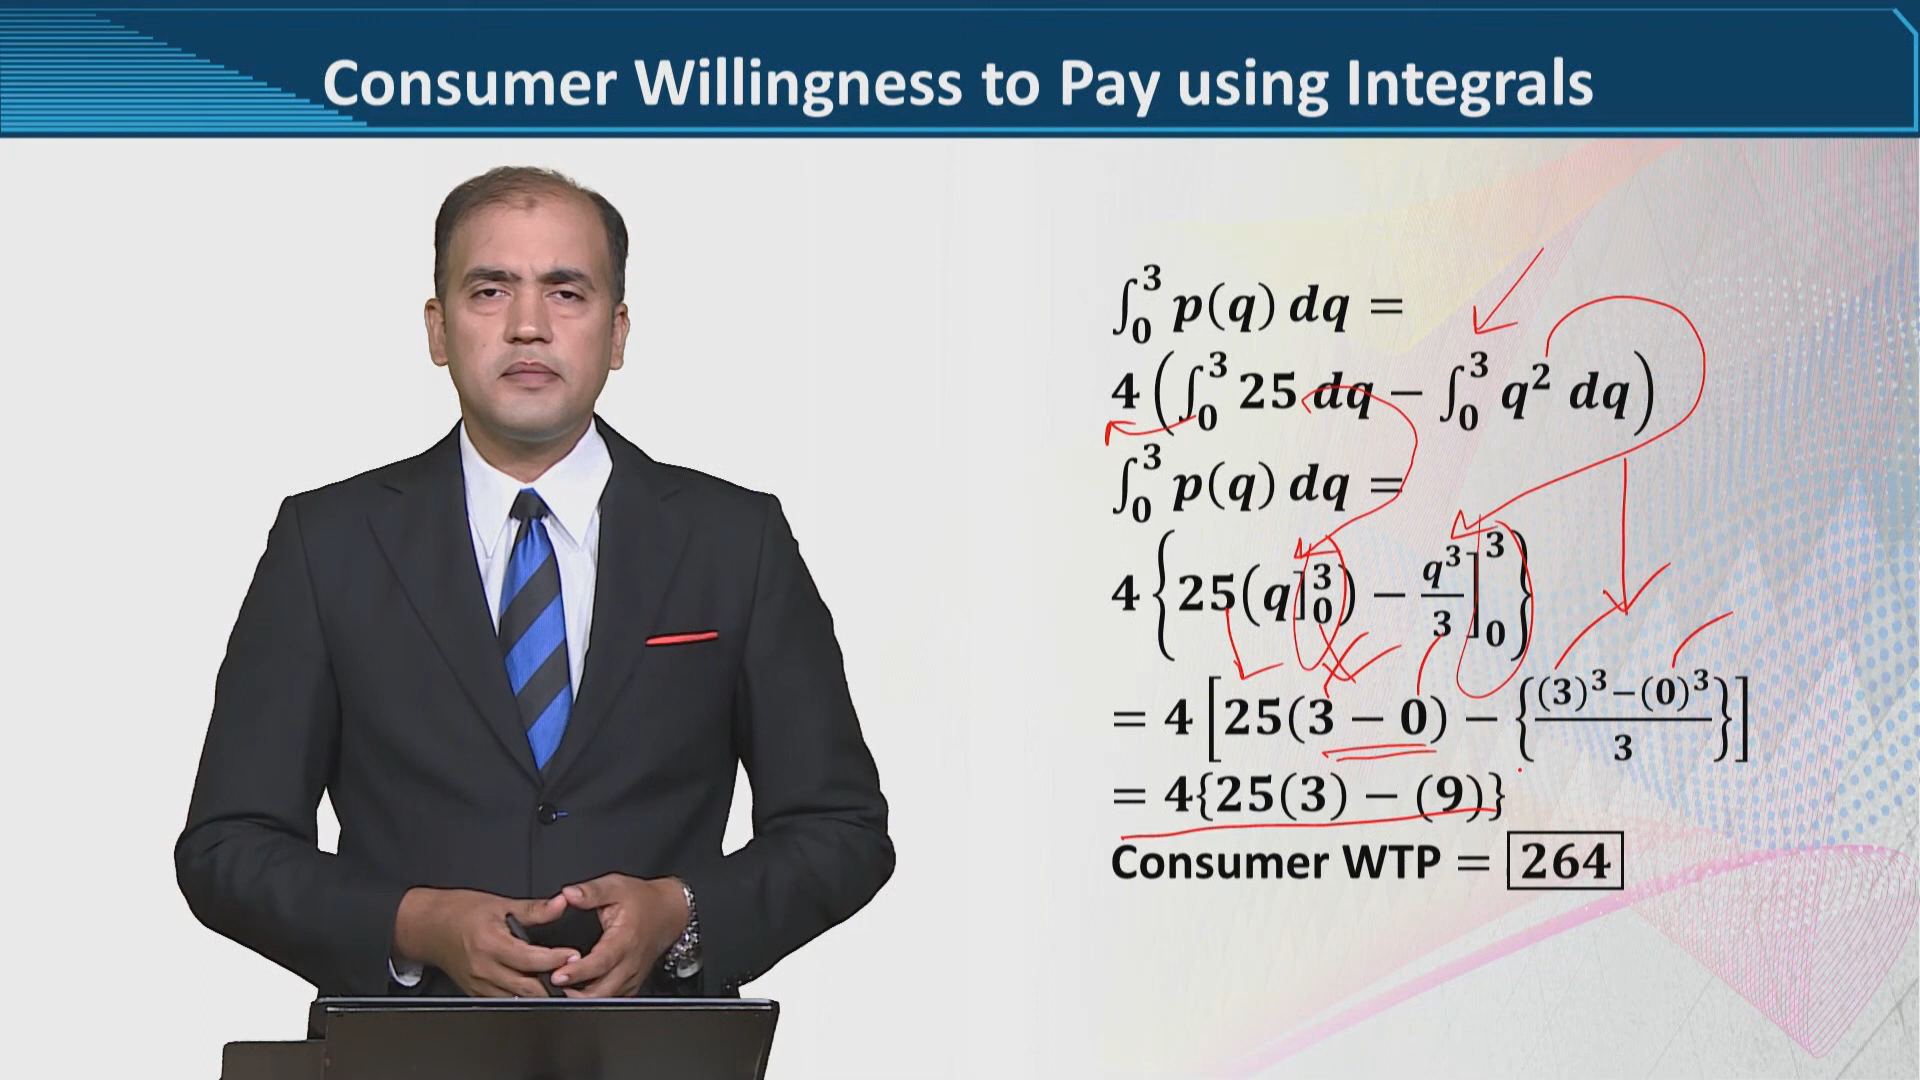 Consumer Willingness to Pay using Integrals
∫₀³ p(q) dq =
4 (∫₀³ 25 dq − ∫₀³ q² dq)
∫₀³ p(q) dq =
4 {25(q]₀³) − q³/3]₀³}
= 4 [25(3 − 0) − {((3)³−(0)³)/3}]
= 4{25(3) − (9)}
Consumer WTP = 264